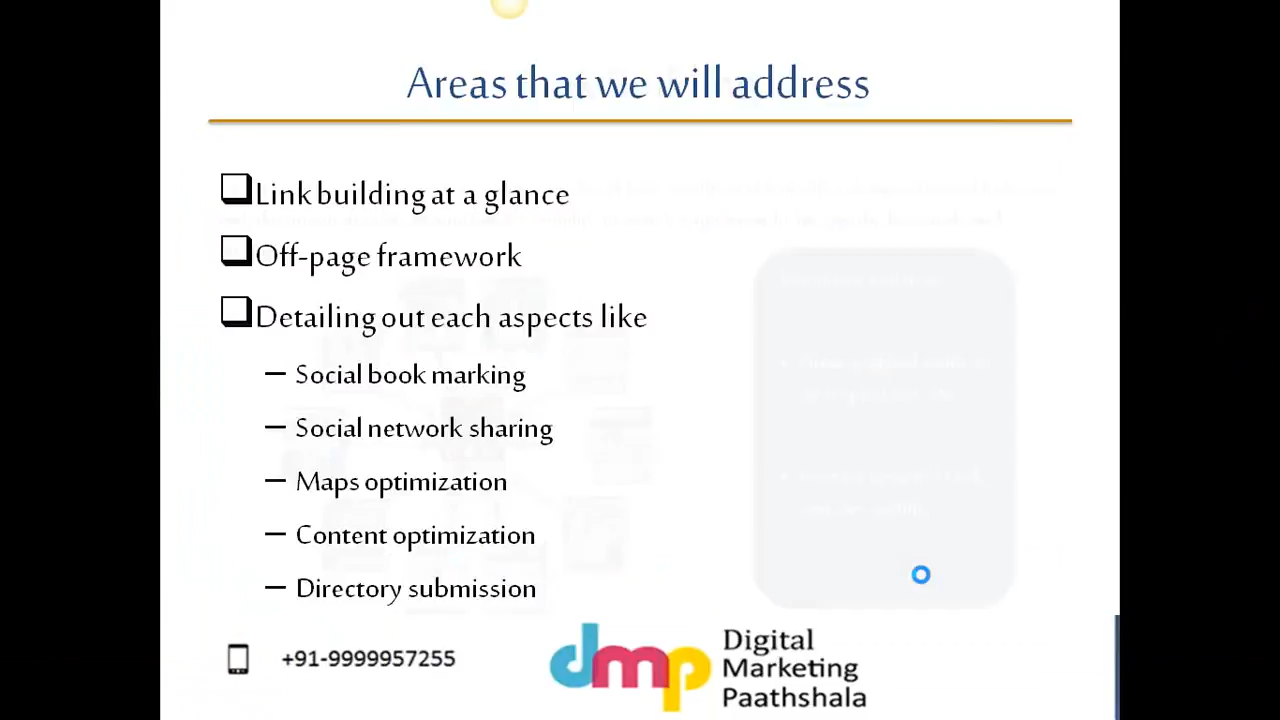 Areas that we will address
Link building at a glance
Off-page framework
Detailing out each aspects like
– Social book marking
– Social network sharing
– Maps optimization
– Content optimization
– Directory submission
+91-9999957255
dmp
Digital
Marketing
Paathshala